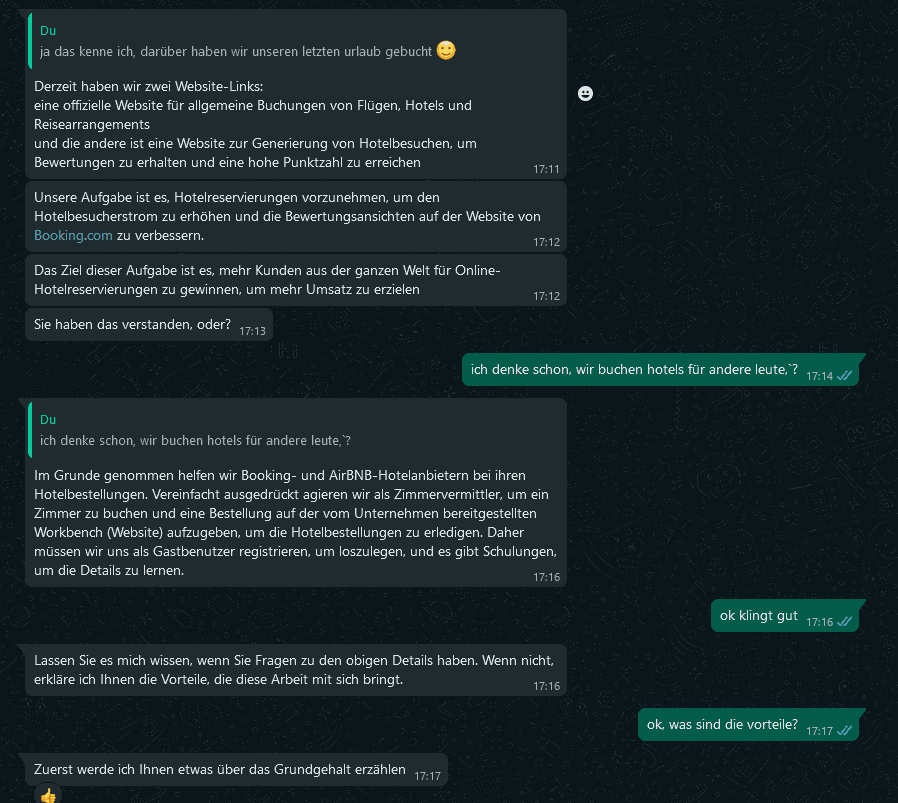 Du
ja das kenne ich, darüber haben wir unseren letzten urlaub gebucht 🙂
Derzeit haben wir zwei Website-Links:
eine offizielle Website für allgemeine Buchungen von Flügen, Hotels und
Reisearrangements
und die andere ist eine Website zur Generierung von Hotelbesuchen, um
Bewertungen zu erhalten und eine hohe Punktzahl zu erreichen
17:11
Unsere Aufgabe ist es, Hotelreservierungen vorzunehmen, um den
Hotelbesucherstrom zu erhöhen und die Bewertungsansichten auf der Website von
Booking.com zu verbessern.
17:12
Das Ziel dieser Aufgabe ist es, mehr Kunden aus der ganzen Welt für Online-
Hotelreservierungen zu gewinnen, um mehr Umsatz zu erzielen
17:12
Sie haben das verstanden, oder? 17:13
ich denke schon, wir buchen hotels für andere leute,`? 17:14
Du
ich denke schon, wir buchen hotels für andere leute,`?
Im Grunde genommen helfen wir Booking- und AirBNB-Hotelanbietern bei ihren
Hotelbestellungen. Vereinfacht ausgedrückt agieren wir als Zimmervermittler, um ein
Zimmer zu buchen und eine Bestellung auf der vom Unternehmen bereitgestellten
Workbench (Website) aufzugeben, um die Hotelbestellungen zu erledigen. Daher
müssen wir uns als Gastbenutzer registrieren, um loszulegen, und es gibt Schulungen,
um die Details zu lernen.
17:16
ok klingt gut 17:16
Lassen Sie es mich wissen, wenn Sie Fragen zu den obigen Details haben. Wenn nicht,
erkläre ich Ihnen die Vorteile, die diese Arbeit mit sich bringt.
17:16
ok, was sind die vorteile? 17:17
Zuerst werde ich Ihnen etwas über das Grundgehalt erzählen 17:17
👍